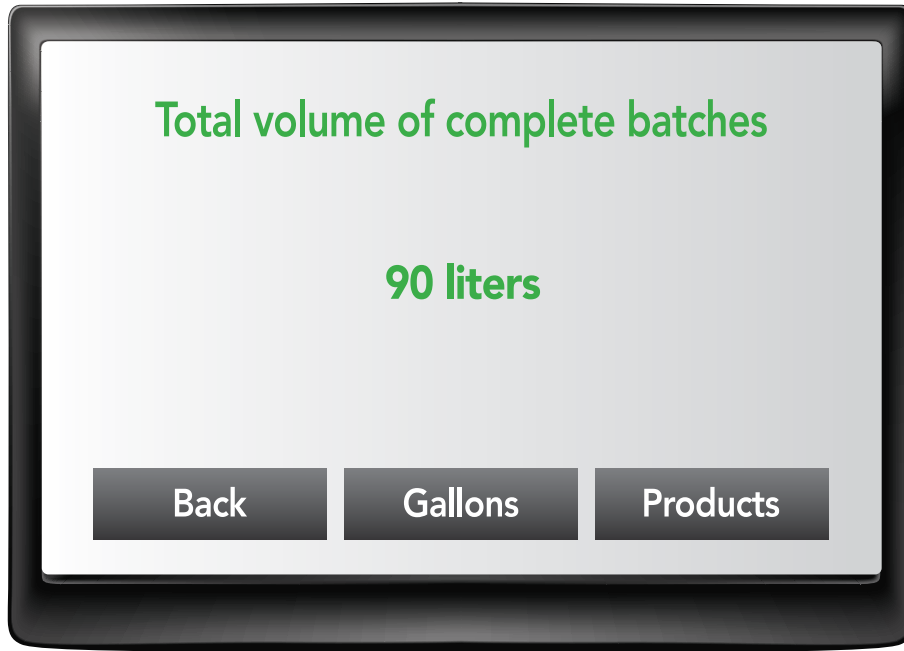 Total volume of complete batches
90 liters
Back
Gallons
Products